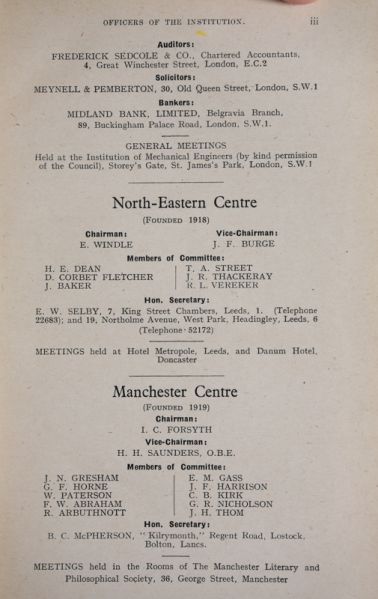 OFFICERS OF THE INSTITUTION. iii
Auditors:
FREDERICK SEDCOLE & CO., Chartered Accountants,
4, Great Winchester Street, London, E.C.2
Solicitors:
MEYNELL & PEMBERTON, 30, Old Queen Street, London, S.W.1
Bankers:
MIDLAND BANK, LIMITED, Belgravia Branch,
89, Buckingham Palace Road, London, S.W.1.
GENERAL MEETINGS
Held at the Institution of Mechanical Engineers (by kind permission
of the Council), Storey's Gate, St. James's Park, London, S.W.1
North-Eastern Centre
(FOUNDED 1918)
Chairman: Vice-Chairman:
E. WINDLE J. F. BURGE
Members of Committee:
H. E. DEAN T. A. STREET
D. CORBET FLETCHER J. R. THACKERAY
J. BAKER R. L. VEREKER
Hon. Secretary:
E. W. SELBY, 7, King Street Chambers, Leeds, 1. (Telephone
22683); and 19, Northolme Avenue, West Park, Headingley, Leeds, 6
(Telephone 52172)
MEETINGS held at Hotel Metropole, Leeds, and Danum Hotel,
Doncaster
Manchester Centre
(FOUNDED 1919)
Chairman:
I. C. FORSYTH
Vice-Chairman:
H. H. SAUNDERS, O.B.E.
Members of Committee:
J. N. GRESHAM E. M. GASS
G. F. HORNE J. F. HARRISON
W. PATERSON C. B. KIRK
F. W. ABRAHAM G. R. NICHOLSON
R. ARBUTHNOTT J. H. THOM
Hon. Secretary:
B. C. McPHERSON, "Kilrymonth," Regent Road, Lostock,
Bolton, Lancs.
MEETINGS held in the Rooms of The Manchester Literary and
Philosophical Society, 36, George Street, Manchester